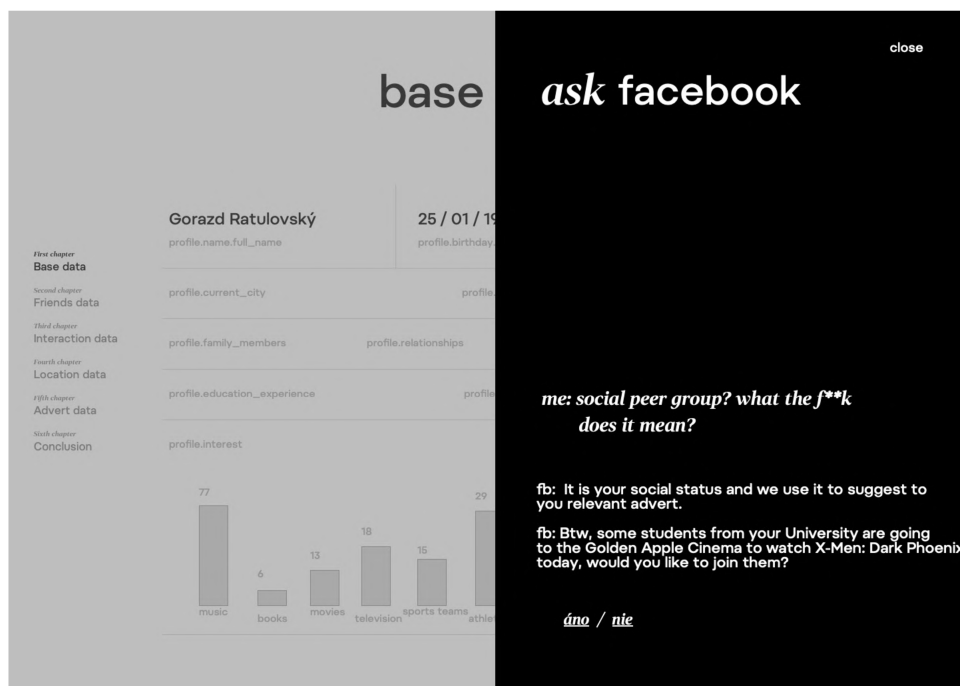 close
base
ask facebook
Gorazd Ratulovský
25 / 01 / 19
profile.name.full_name
profile.birthday.
First chapter
Base data
Second chapter
Friends data
Third chapter
Interaction data
Fourth chapter
Location data
Fifth chapter
Advert data
Sixth chapter
Conclusion
profile.current_city
profile.
profile.family_members
profile.relationships
profile.education_experience
profile
profile.interest
77
6
13
18
15
29
music
books
movies
television
sports teams
athle
me: social peer group? what the f**k
does it mean?
fb: It is your social status and we use it to suggest to
you relevant advert.
fb: Btw, some students from your University are going
to the Golden Apple Cinema to watch X-Men: Dark Phoenix
today, would you like to join them?
áno / nie